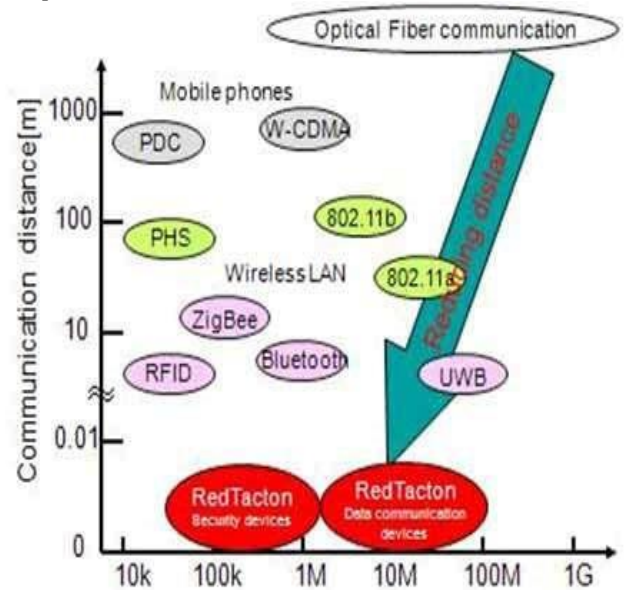 Optical Fiber communication
Communication distance[m]
1000
100
10
0.01
0
Mobile phones
PDC
W-CDMA
802.11b
PHS
Wireless LAN
802.11a
ZigBee
Bluetooth
RFID
UWB
distance
RedTacton
Security devices
RedTacton
Data communication
devices
10k 100k 1M 10M 100M 1G